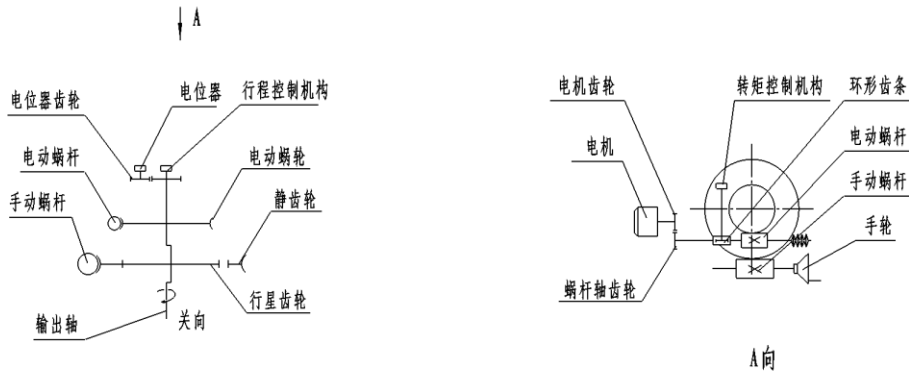 A
电位器齿轮
电位器
行程控制机构
电动蜗杆
电动蜗轮
手动蜗杆
静齿轮
输出轴
关向
行星齿轮
电机齿轮
转矩控制机构
环形齿条
电机
电动蜗杆
手动蜗杆
手轮
蜗杆轴齿轮
A向